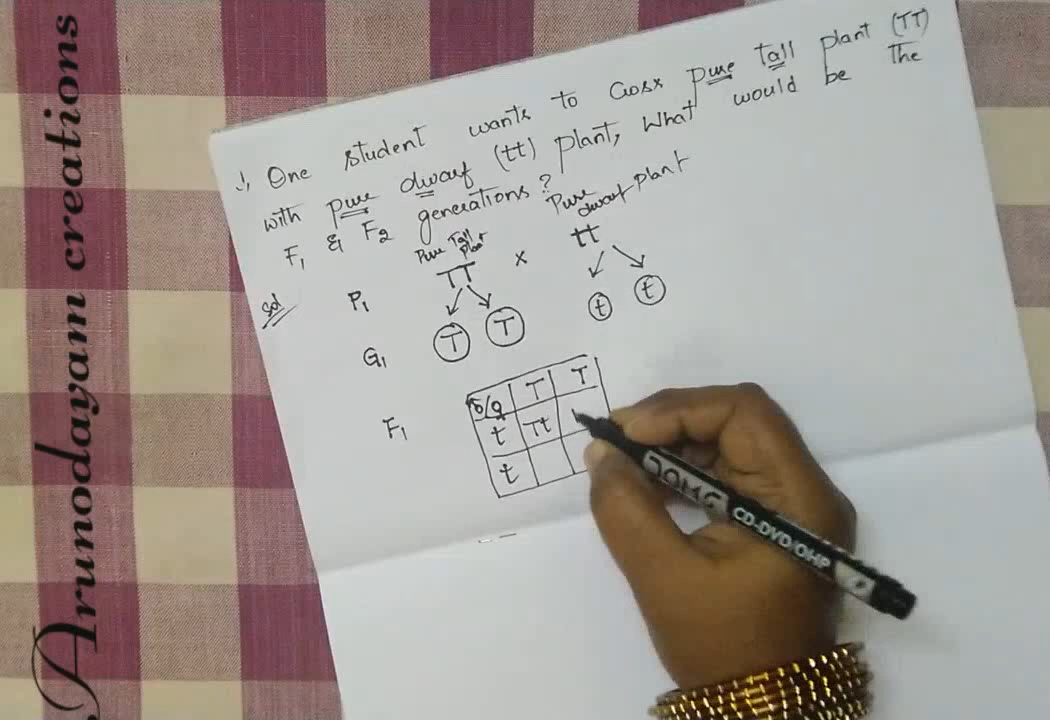 Arunodayam creations
1, One student wants to cross pure tall plant (TT)
with pure dwarf (tt) plant, What would be the
F1 & F2 generations?
Pure Tall Plant
Pure dwarf plant
Sol
P1 TT x tt
G1 T T t t
F1
♂/♀ T T
t Tt
t
CD-DVD/OHP